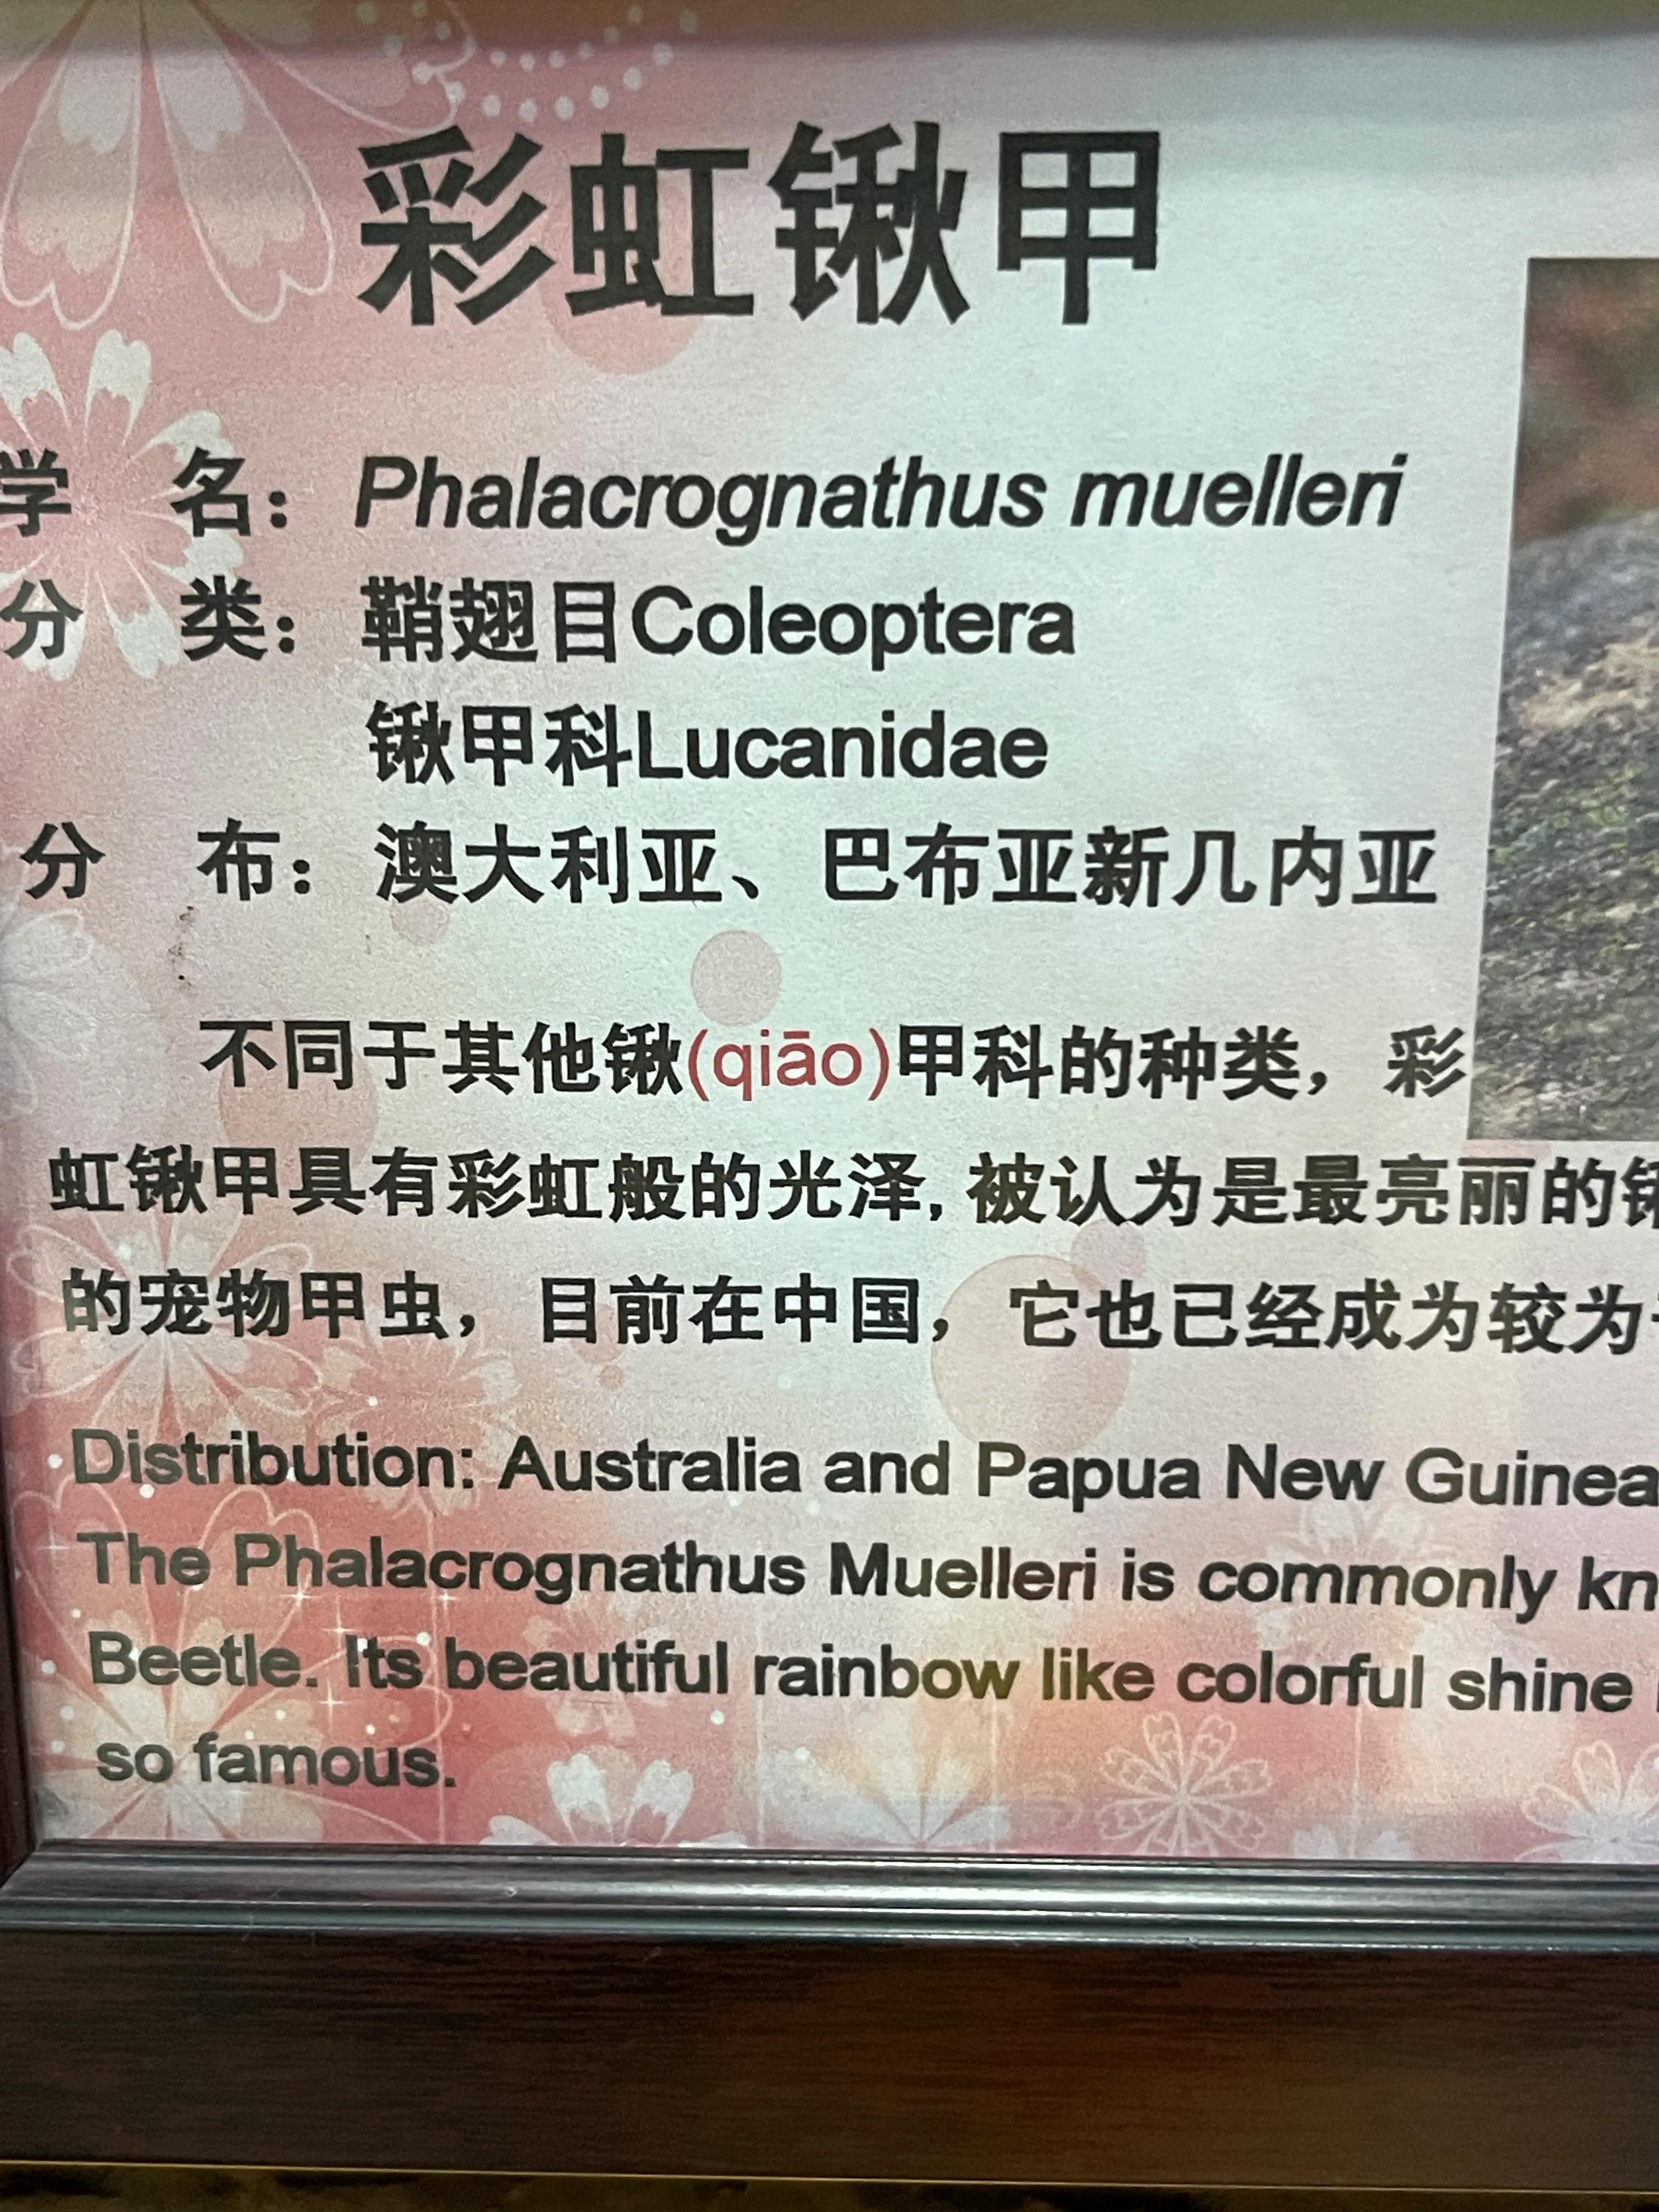 彩虹锹甲
学 名：Phalacrognathus muelleri
分 类：鞘翅目Coleoptera
锹甲科Lucanidae
分 布：澳大利亚、巴布亚新几内亚
不同于其他锹(qiāo)甲科的种类，彩
虹锹甲具有彩虹般的光泽,被认为是最亮丽的
的宠物甲虫，目前在中国，它也已经成为较为
Distribution: Australia and Papua New Guinea
The Phalacrognathus Muelleri is commonly
Beetle. Its beautiful rainbow like colorful shine
so famous.